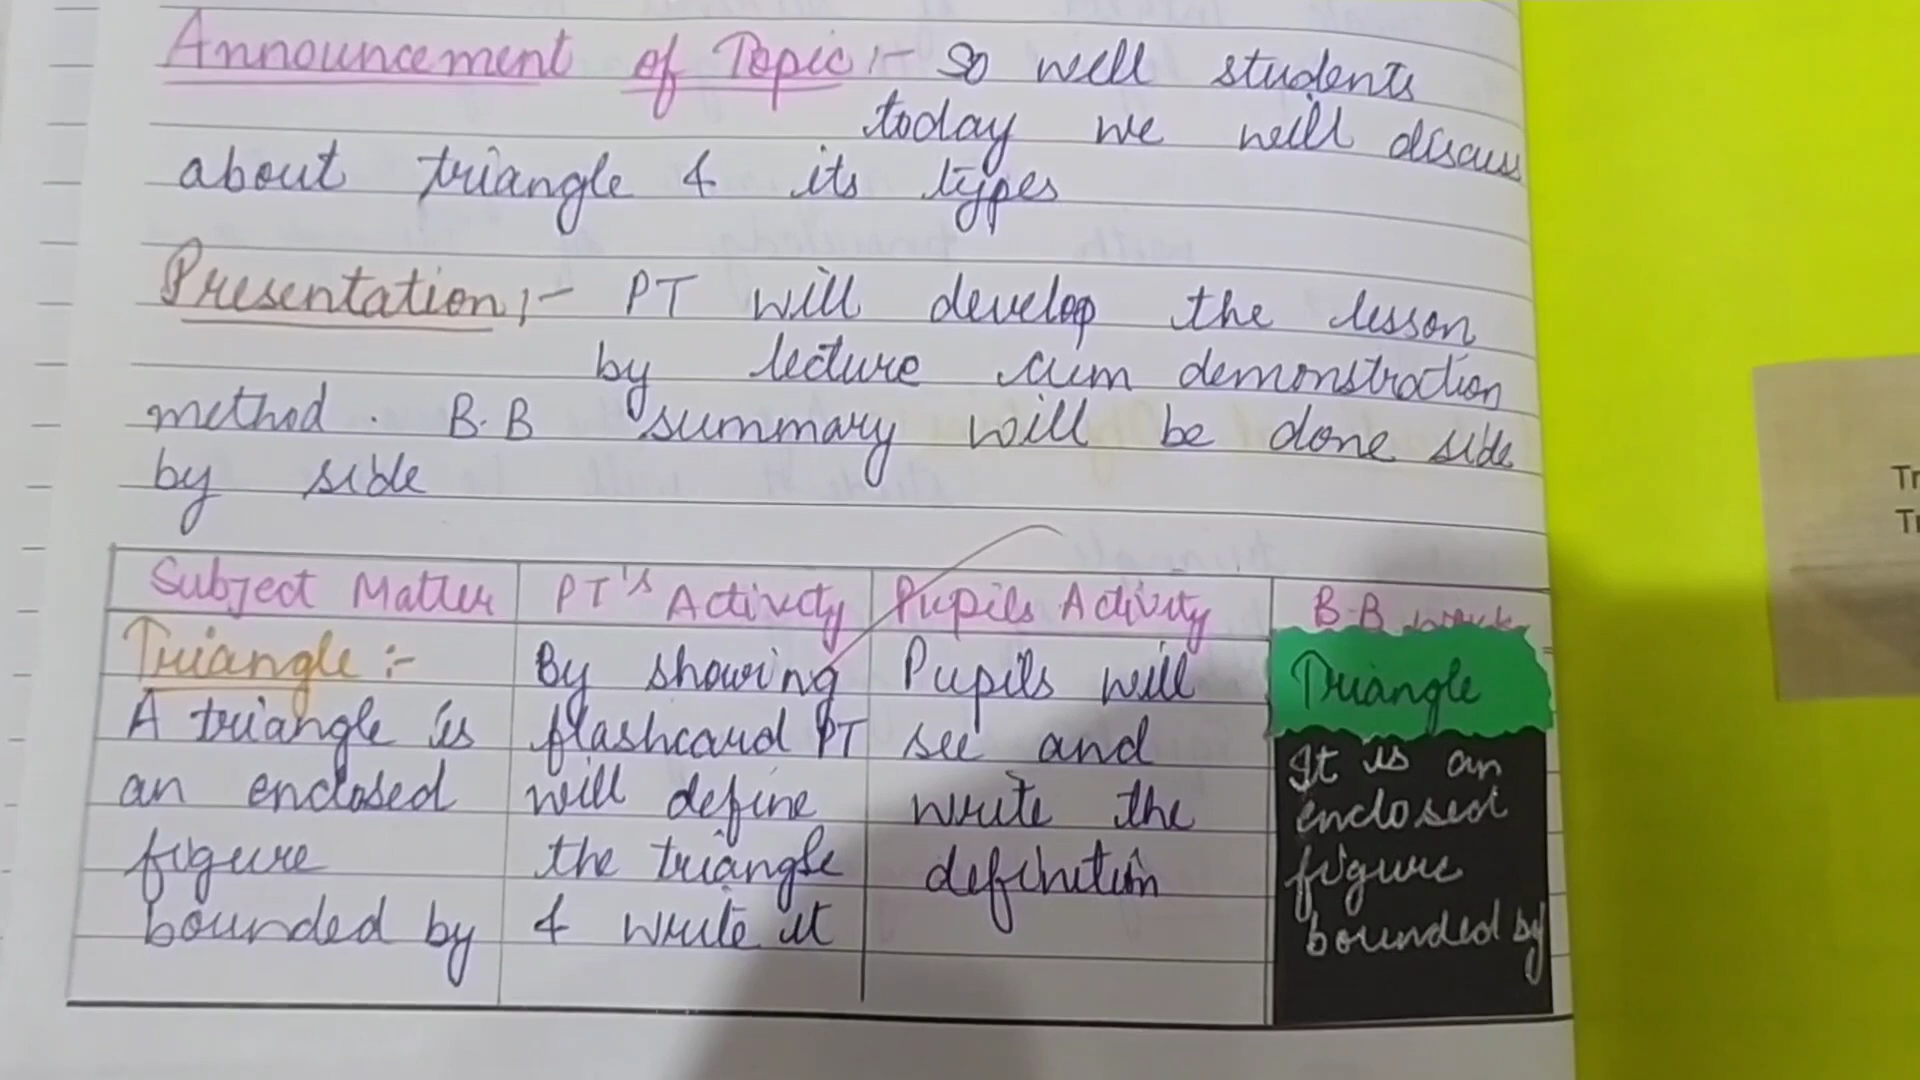 Announcement of Topic :- So well students
today we will discuss
about triangle & its types
Presentation :- PT will develop the lesson
by lecture cum demonstration
method. B.B summary will be done side
by side
Subject Matter PT's Activity Pupils Activity B-B work
Triangle :- By showing Pupils will Triangle
A triangle is flashcard PT see and It is an
an enclosed will define write the enclosed
figure the triangle definition figure
bounded by & write it bounded by
Tr
Tr